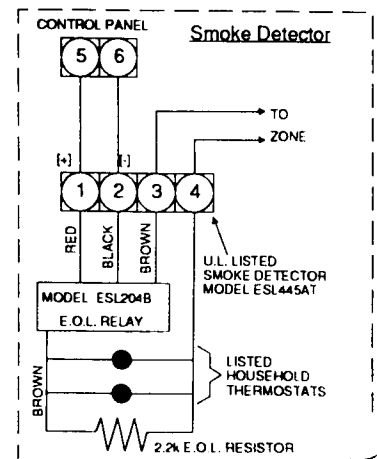 CONTROL PANEL
Smoke Detector
5 6
TO
ZONE
[+] [-]
1 2 3 4
RED
BLACK
BROWN
U.L. LISTED
SMOKE DETECTOR
MODEL ESL445AT
MODEL ESL204B
E.O.L. RELAY
BROWN
LISTED
HOUSEHOLD
THERMOSTATS
2.2k E.O.L. RESISTOR